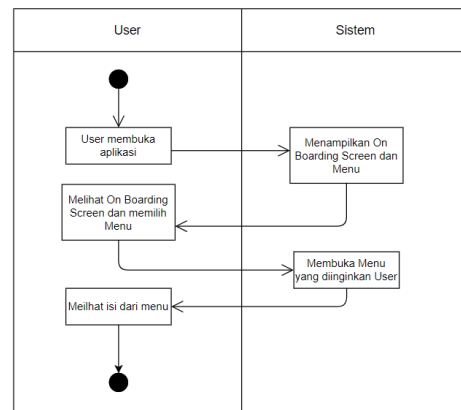 User
Sistem
User membuka
aplikasi
Menampilkan On
Boarding Screen dan
Menu
Melihat On Boarding
Screen dan memilih
Menu
Membuka Menu
yang diinginkan User
Meilhat isi dari menu